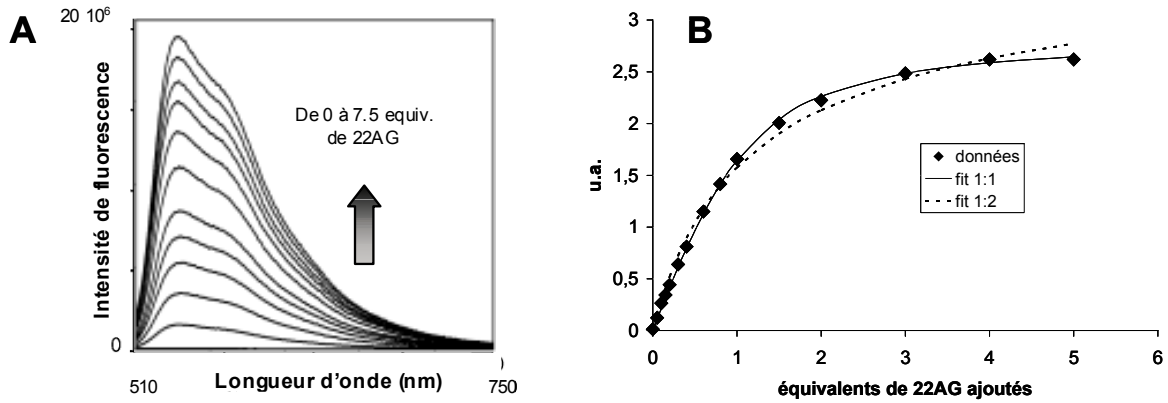 A
20 10⁶
Intensité de fluorescence
0
De 0 à 7.5 equiv.
de 22AG
510
Longueur d'onde (nm)
750
B
3
2,5
2
1,5
1
0,5
0
u.a.
données
fit 1:1
fit 1:2
0
1
2
3
4
5
6
équivalents de 22AG ajoutés